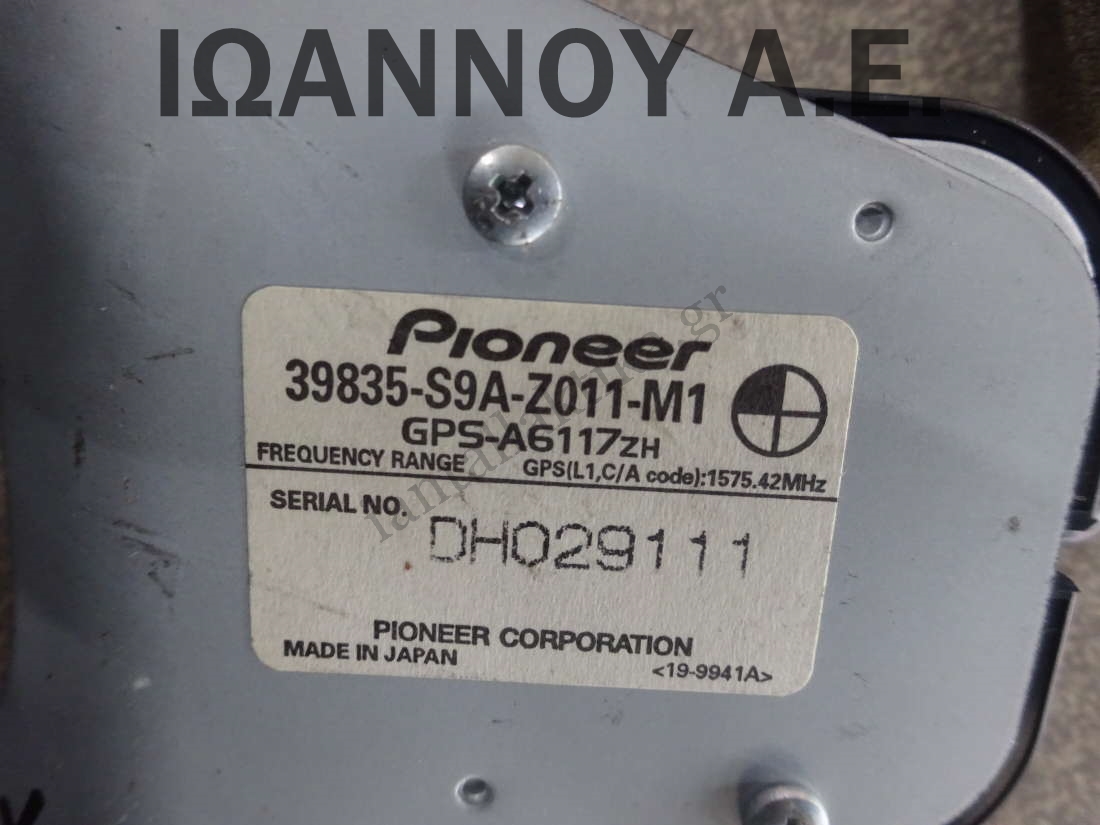 ΙΩΑΝΝΟΥ Α.Ε.
Pioneer
39835-S9A-Z011-M1
GPS-A6117ZH
FREQUENCY RANGE GPS(L1,C/A code):1575.42MHz
SERIAL NO. DH029111
PIONEER CORPORATION
MADE IN JAPAN <19-9941A>